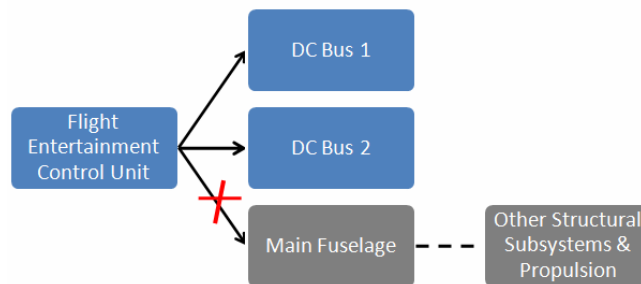 DC Bus 1
Flight
Entertainment
Control Unit
DC Bus 2
Main Fuselage
Other Structural
Subsystems &
Propulsion